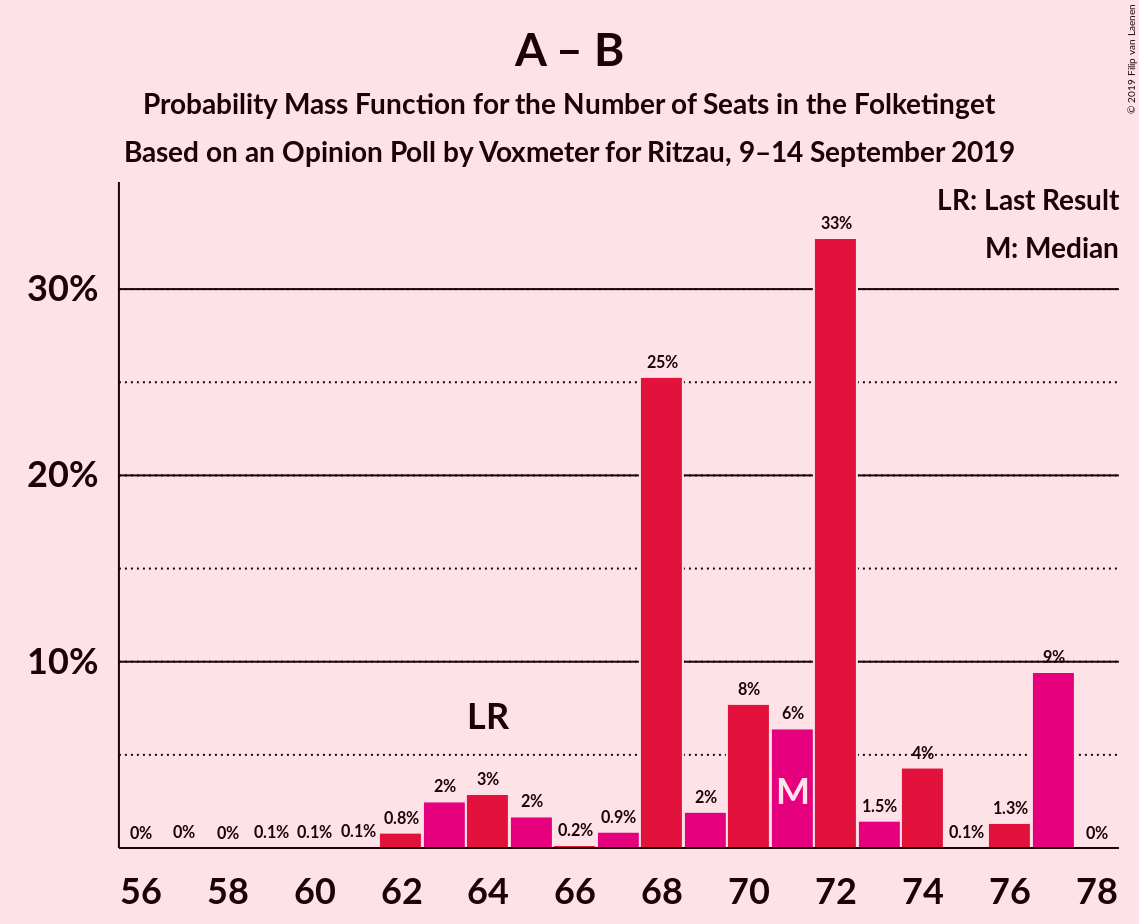 A – B
Probability Mass Function for the Number of Seats in the Folketinget
Based on an Opinion Poll by Voxmeter for Ritzau, 9–14 September 2019
© 2019 Filip van Laenen
LR: Last Result
M: Median
30%
20%
10%
0% 0% 0% 0.1% 0.1% 0.1% 0.8% 2% 3% 2% 0.2% 0.9% 25% 2% 8% 6% 33% 1.5% 4% 0.1% 1.3% 9% 0%
LR
M
56 58 60 62 64 66 68 70 72 74 76 78